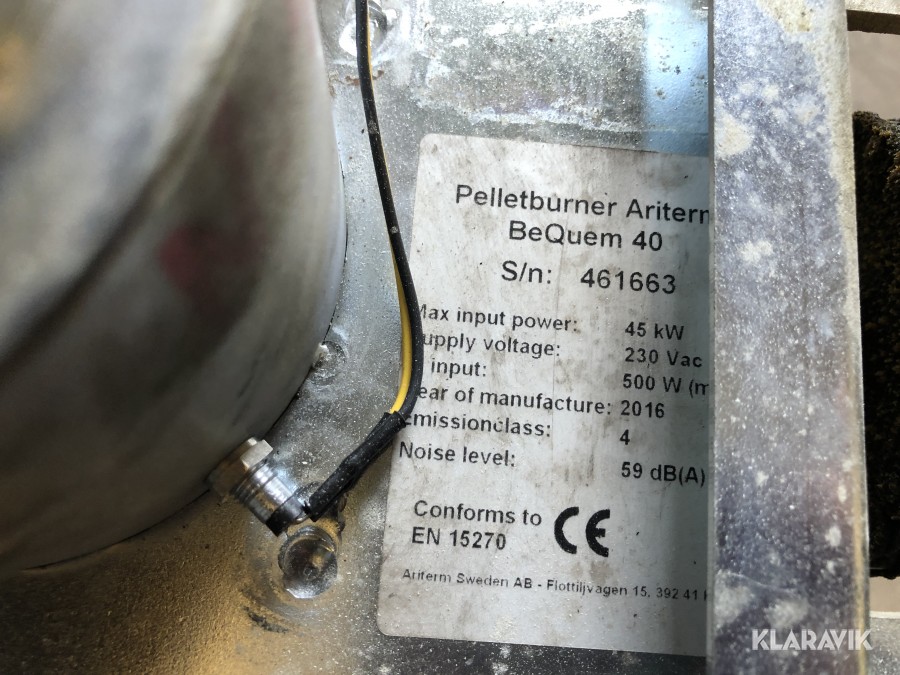 Pelletburner Ariterm
BeQuem 40
S/n: 461663
Max input power: 45 kW
upply voltage: 230 Vac
input: 500 W (m
ear of manufacture: 2016
Emissionclass: 4
Noise level: 59 dB(A)
Conforms to CE
EN 15270
Ariterm Sweden AB - Flottiljvagen 15, 392 41
KLARAVIK